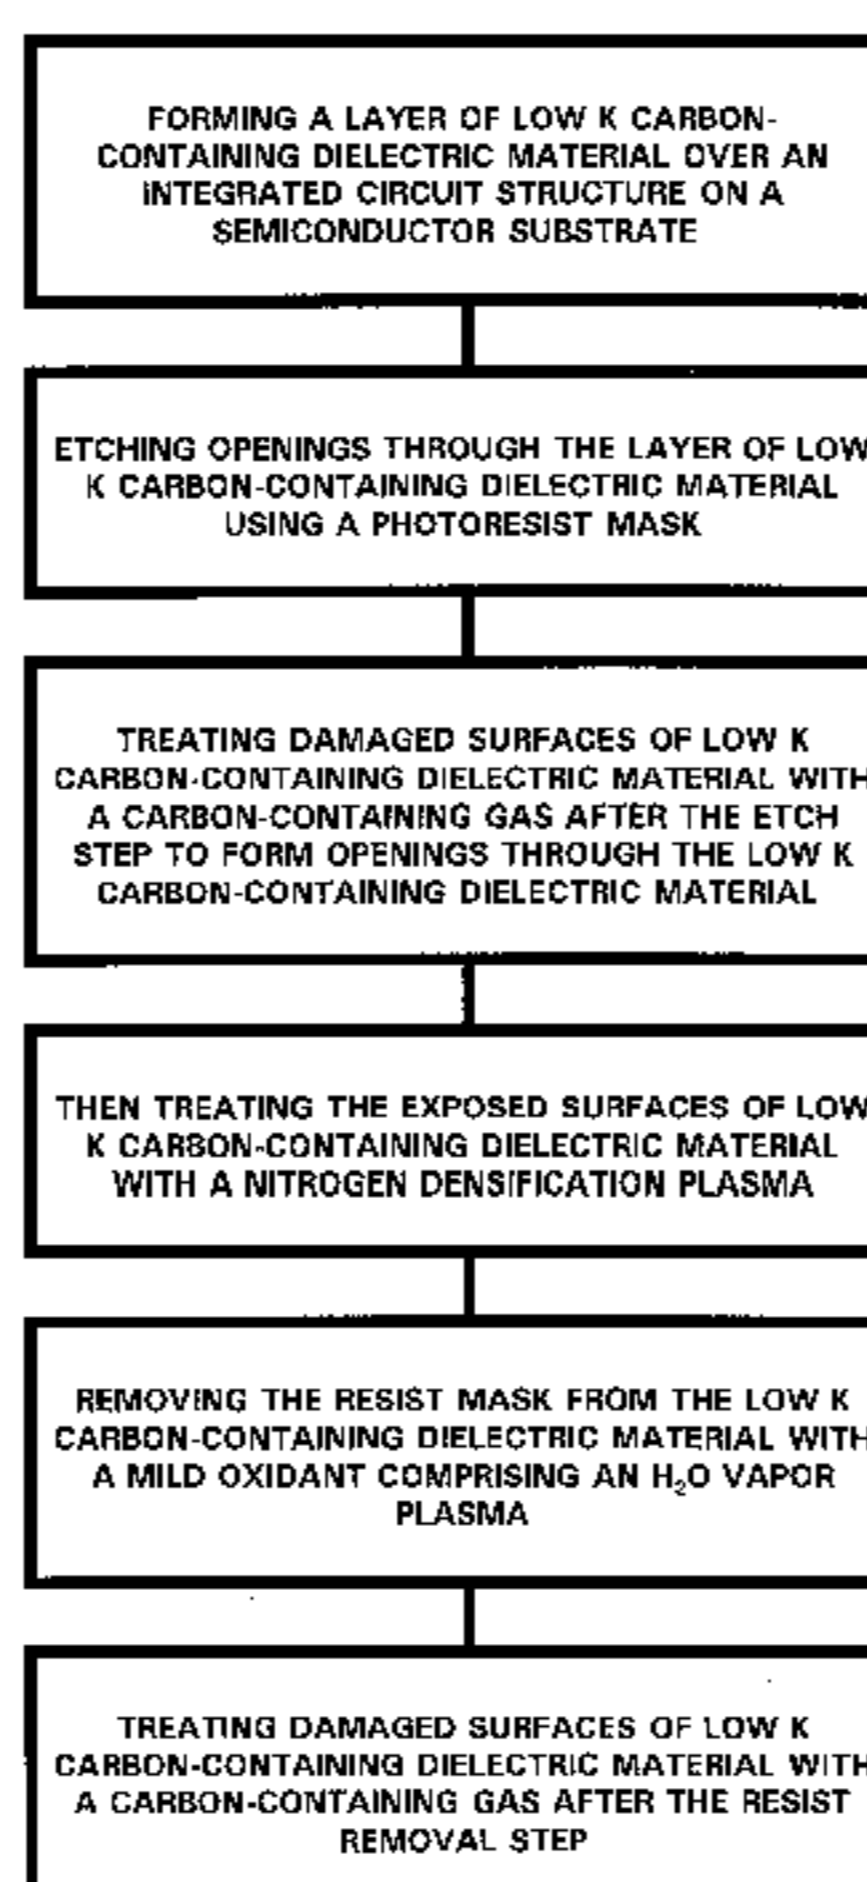 FORMING A LAYER OF LOW K CARBON-
CONTAINING DIELECTRIC MATERIAL OVER AN
INTEGRATED CIRCUIT STRUCTURE ON A
SEMICONDUCTOR SUBSTRATE
ETCHING OPENINGS THROUGH THE LAYER OF LOW
K CARBON-CONTAINING DIELECTRIC MATERIAL
USING A PHOTORESIST MASK
TREATING DAMAGED SURFACES OF LOW K
CARBON-CONTAINING DIELECTRIC MATERIAL WITH
A CARBON-CONTAINING GAS AFTER THE ETCH
STEP TO FORM OPENINGS THROUGH THE LOW K
CARBON-CONTAINING DIELECTRIC MATERIAL
THEN TREATING THE EXPOSED SURFACES OF LOW
K CARBON-CONTAINING DIELECTRIC MATERIAL
WITH A NITROGEN DENSIFICATION PLASMA
REMOVING THE RESIST MASK FROM THE LOW K
CARBON-CONTAINING DIELECTRIC MATERIAL WITH
A MILD OXIDANT COMPRISING AN H₂O VAPOR
PLASMA
TREATING DAMAGED SURFACES OF LOW K
CARBON-CONTAINING DIELECTRIC MATERIAL WITH
A CARBON-CONTAINING GAS AFTER THE RESIST
REMOVAL STEP